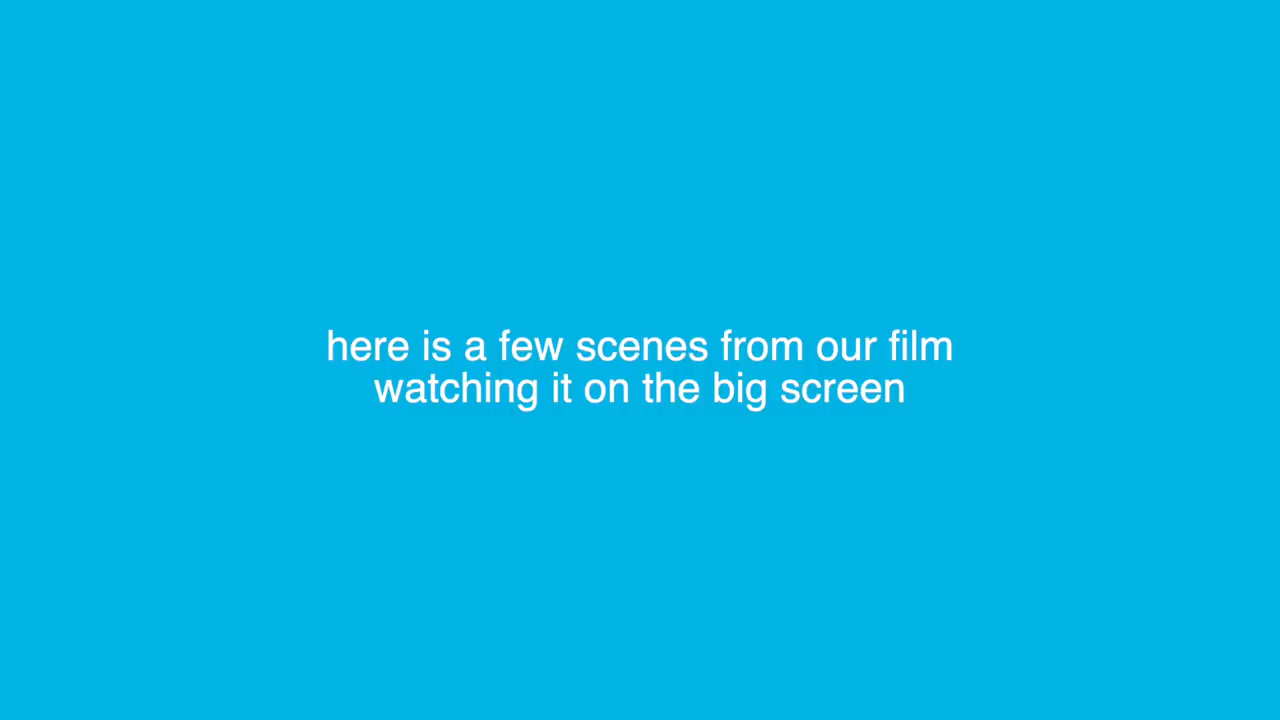 here is a few scenes from our film
watching it on the big screen